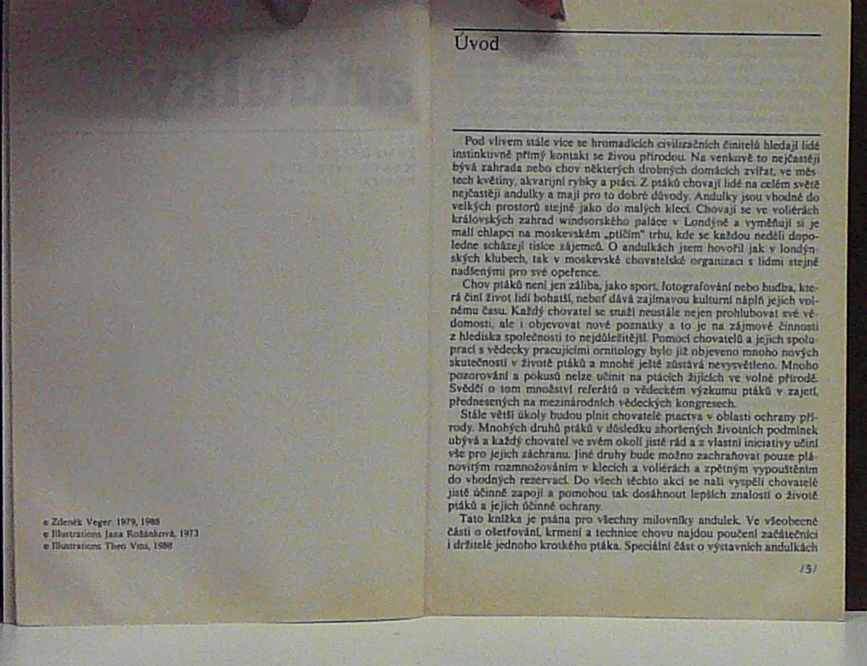 © Zdeněk Veger 1979, 1988
© Illustrations Jana Rožánková, 1973
© Illustrations Theo Vins, 1988
Úvod
Pod vlivem stále více se hromadících civilizačních činitelů hledají lidé
instinktivně přímý kontakt se živou přírodou. Na venkově to nejčastěji
bývá zahrada nebo chov některých drobných domácích zvířat, ve měs-
tech květiny, akvarijní rybky a ptáci. Z ptáků chovají lidé na celém světě
nejčastěji andulky a mají pro to dobré důvody. Andulky jsou vhodné do
velkých prostorů stejně jako do malých klecí. Chovají se ve voliérách
královských zahrad windsorského paláce v Londýně a vyměňují si je
malí chlapci na moskevském „ptičím" trhu, kde se každou neděli dopo-
ledne scházejí tisíce zájemců. O andulkách jsem hovořil jak v londýn-
ských klubech, tak v moskevské chovatelské organizaci s lidmi stejně
nadšenými pro své opeřence.
Chov ptáků není jen záliba, jako sport, fotografování nebo hudba, kte-
rá činí život lidí bohatší, neboť dává zajímavou kulturní náplň jejich vol-
nému času. Každý chovatel se snaží neustále nejen prohlubovat své vě-
domosti, ale i objevovat nové poznatky a to je na zájmové činnosti
z hlediska společnosti to nejdůležitější. Pomocí chovatelů a jejich spolu-
prací s vědecky pracujícími ornitology bylo již objeveno mnoho nových
skutečností v životě ptáků a mnohé ještě zůstává nevysvětleno. Mnoho
pozorování a pokusů nelze učinit na ptácích žijících ve volné přírodě.
Svědčí o tom množství referátů o vědeckém výzkumu ptáků v zajetí,
přednesených na mezinárodních vědeckých kongresech.
Stále větší úkoly budou plnit chovatelé ptactva v oblasti ochrany pří-
rody. Mnohých druhů ptáků v důsledku zhoršených životních podmínek
ubývá a každý chovatel ve svém okolí jistě rád a z vlastní iniciativy učiní
vše pro jejich záchranu. Jiné druhy bude možno zachraňovat pouze plá-
novitým rozmnožováním v klecích a voliérách a zpětným vypouštěním
do vhodných rezervací. Do všech těchto akcí se naši vyspělí chovatelé
jistě účinně zapojí a pomohou tak dosáhnout lepších znalostí o životě
ptáků a jejich účinné ochrany.
Tato knížka je psána pro všechny milovníky andulek. Ve všeobecné
části o ošetřování, krmení a technice chovu najdou poučení začátečníci
i držitelé jednoho krotkého ptáka. Speciální část o výstavních andulkách
/5/